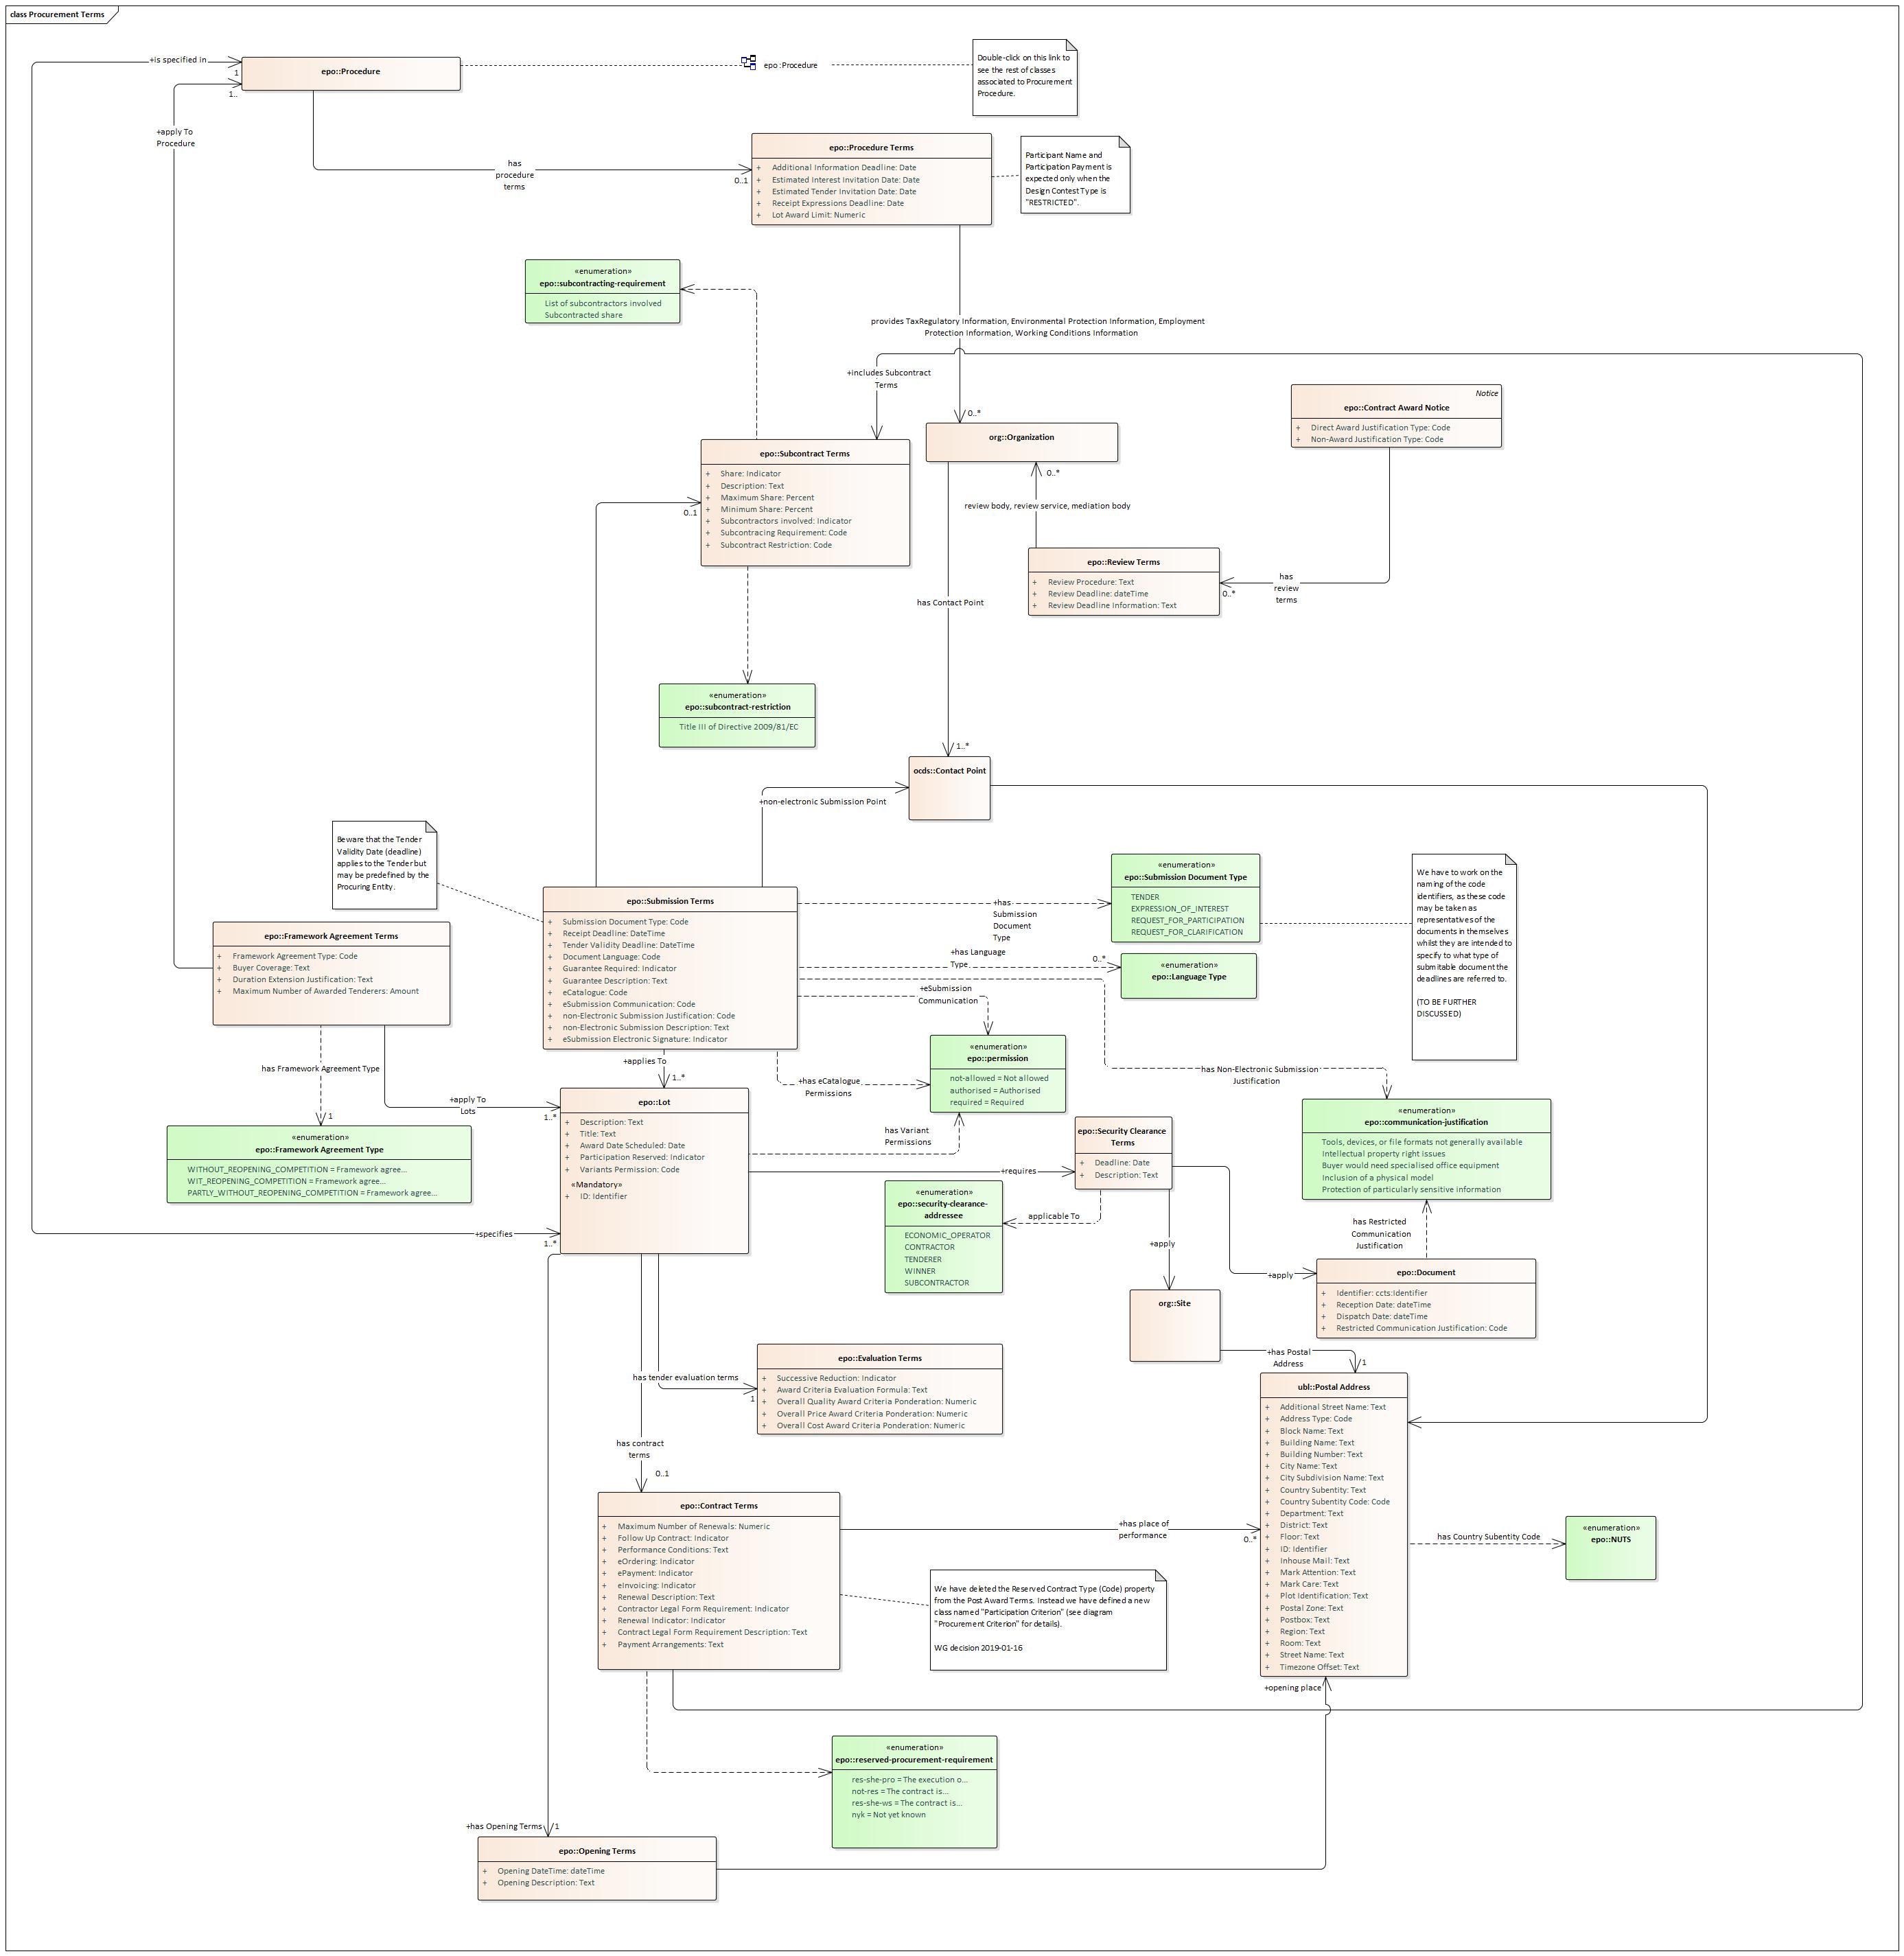 class Procurement Terms
+is specified in
1
epo::Procedure
1..
epo :Procedure
Double-click on this link to
see the rest of classes
associated to Procurement
Procedure.
+apply To
Procedure
has
procedure
terms
0..1
epo::Procedure Terms
+ Additional Information Deadline: Date
+ Estimated Interest Invitation Date: Date
+ Estimated Tender Invitation Date: Date
+ Receipt Expressions Deadline: Date
+ Lot Award Limit: Numeric
Participant Name and
Participation Payment is
expected only when the
Design Contest Type is
"RESTRICTED".
«enumeration»
epo::subcontracting-requirement
List of subcontractors involved
Subcontracted share
provides TaxRegulatory Information, Environmental Protection Information, Employment
Protection Information, Working Conditions Information
+includes Subcontract
Terms
0..*
org::Organization
Notice
epo::Contract Award Notice
+ Direct Award Justification Type: Code
+ Non-Award Justification Type: Code
epo::Subcontract Terms
+ Share: Indicator
+ Description: Text
+ Maximum Share: Percent
+ Minimum Share: Percent
+ Subcontractors involved: Indicator
+ Subcontracing Requirement: Code
+ Subcontract Restriction: Code
0..1
0..*
review body, review service, mediation body
epo::Review Terms
+ Review Procedure: Text
+ Review Deadline: dateTime
+ Review Deadline Information: Text
0..*
has
review
terms
has Contact Point
«enumeration»
epo::subcontract-restriction
Title III of Directive 2009/81/EC
1..*
ocds::Contact Point
+non-electronic Submission Point
Beware that the Tender
Validity Date (deadline)
applies to the Tender but
may be predefined by the
Procuring Entity.
epo::Submission Terms
+ Submission Document Type: Code
+ Receipt Deadline: DateTime
+ Tender Validity Deadline: DateTime
+ Document Language: Code
+ Guarantee Required: Indicator
+ Guarantee Description: Text
+ eCatalogue: Code
+ eSubmission Communication: Code
+ non-Electronic Submission Justification: Code
+ non-Electronic Submission Description: Text
+ eSubmission Electronic Signature: Indicator
+has
Submission
Document
Type
«enumeration»
epo::Submission Document Type
TENDER
EXPRESSION_OF_INTEREST
REQUEST_FOR_PARTICIPATION
REQUEST_FOR_CLARIFICATION
We have to work on the
naming of the code
identifiers, as these code
may be taken as
representatives of the
documents in themselves
whilst they are intended to
specify to what type of
submitable document the
deadlines are referred to.
(TO BE FURTHER
DISCUSSED)
+has Language
Type
0..*
«enumeration»
epo::Language Type
+eSubmission
Communication
epo::Framework Agreement Terms
+ Framework Agreement Type: Code
+ Buyer Coverage: Text
+ Duration Extension Justification: Text
+ Maximum Number of Awarded Tenderers: Amount
has Framework Agreement Type
1
+apply To
Lots
1..*
«enumeration»
epo::Framework Agreement Type
WITHOUT_REOPENING_COMPETITION = Framework agree...
WIT_REOPENING_COMPETITION = Framework agree...
PARTLY_WITHOUT_REOPENING_COMPETITION = Framework agree...
+applies To
1..*
epo::Lot
+ Description: Text
+ Title: Text
+ Award Date Scheduled: Date
+ Participation Reserved: Indicator
+ Variants Permission: Code
«Mandatory»
+ ID: Identifier
+has eCatalogue
Permissions
«enumeration»
epo::permission
not-allowed = Not allowed
authorised = Authorised
required = Required
has Variant
Permissions
has Non-Electronic Submission
Justification
«enumeration»
epo::communication-justification
Tools, devices, or file formats not generally available
Intellectual property right issues
Buyer would need specialised office equipment
Inclusion of a physical model
Protection of particularly sensitive information
+requires
epo::Security Clearance
Terms
+ Deadline: Date
+ Description: Text
«enumeration»
epo::security-clearance-
addressee
ECONOMIC_OPERATOR
CONTRACTOR
TENDERER
WINNER
SUBCONTRACTOR
applicable To
+apply
+apply
has Restricted
Communication
Justification
epo::Document
+ Identifier: ccts:Identifier
+ Reception Date: dateTime
+ Dispatch Date: dateTime
+ Restricted Communication Justification: Code
+specifies
1..*
org::Site
+has Postal
Address
1
has tender evaluation terms
1
epo::Evaluation Terms
+ Successive Reduction: Indicator
+ Award Criteria Evaluation Formula: Text
+ Overall Quality Award Criteria Ponderation: Numeric
+ Overall Price Award Criteria Ponderation: Numeric
+ Overall Cost Award Criteria Ponderation: Numeric
ubl::Postal Address
+ Additional Street Name: Text
+ Address Type: Code
+ Block Name: Text
+ Building Name: Text
+ Building Number: Text
+ City Name: Text
+ City Subdivision Name: Text
+ Country Subentity: Text
+ Country Subentity Code: Code
+ Department: Text
+ District: Text
+ Floor: Text
+ ID: Identifier
+ Inhouse Mail: Text
+ Mark Attention: Text
+ Mark Care: Text
+ Plot Identification: Text
+ Postal Zone: Text
+ Postbox: Text
+ Region: Text
+ Room: Text
+ Street Name: Text
+ Timezone Offset: Text
has contract
terms
0..1
epo::Contract Terms
+ Maximum Number of Renewals: Numeric
+ Follow Up Contract: Indicator
+ Performance Conditions: Text
+ eOrdering: Indicator
+ ePayment: Indicator
+ eInvoicing: Indicator
+ Renewal Description: Text
+ Contractor Legal Form Requirement: Indicator
+ Renewal Indicator: Indicator
+ Contract Legal Form Requirement Description: Text
+ Payment Arrangements: Text
+has place of
performance
0..*
has Country Subentity Code
«enumeration»
epo::NUTS
We have deleted the Reserved Contract Type (Code) property
from the Post Award Terms. Instead we have defined a new
class named "Participation Criterion" (see diagram
"Procurement Criterion" for details).
WG decision 2019-01-16
+opening place
«enumeration»
epo::reserved-procurement-requirement
res-she-pro = The execution o...
not-res = The contract is...
res-she-ws = The contract is...
nyk = Not yet known
+has Opening Terms
1
epo::Opening Terms
+ Opening DateTime: dateTime
+ Opening Description: Text